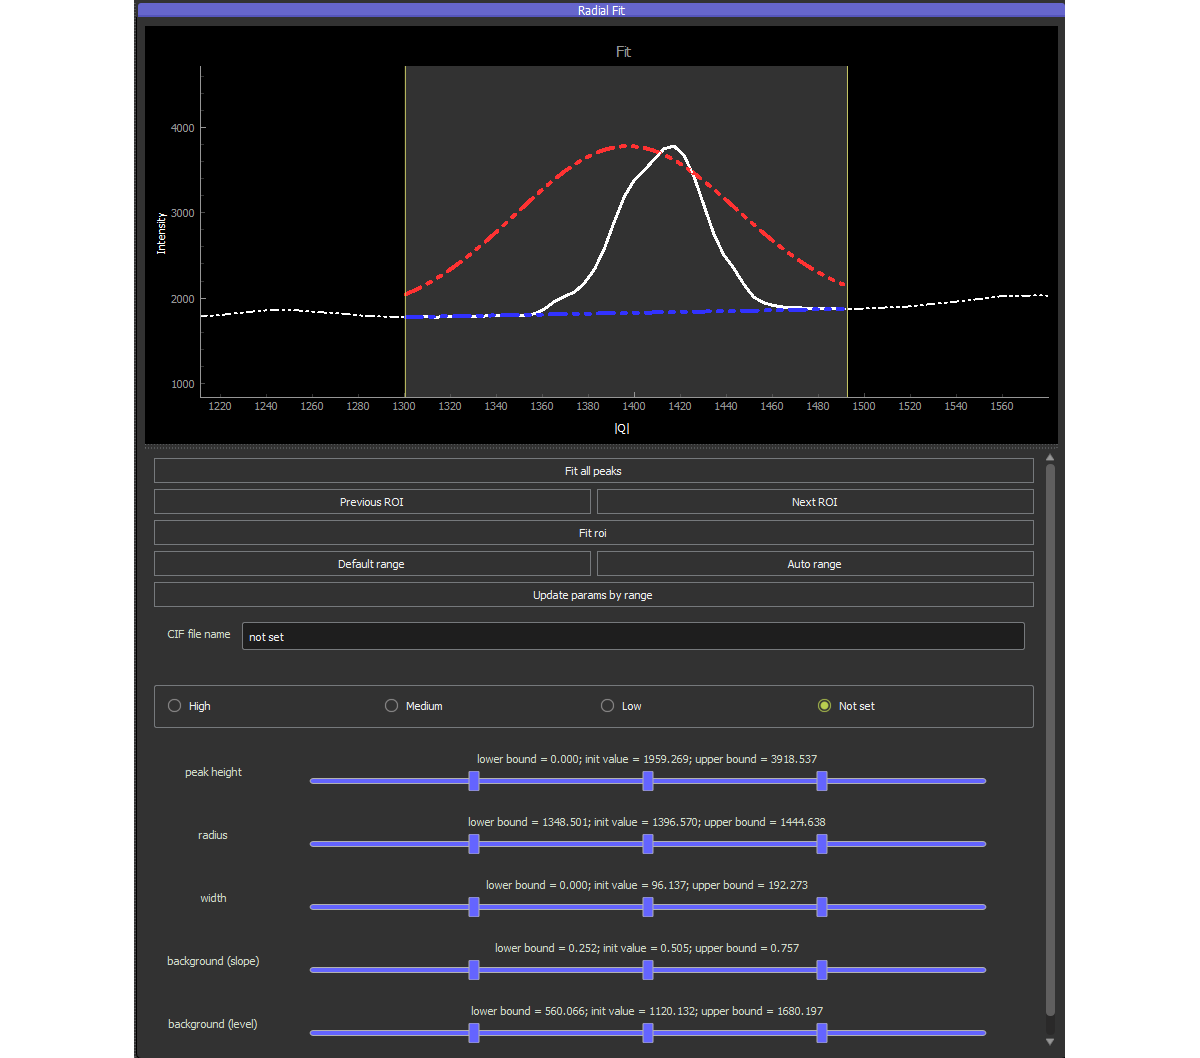 Radial Fit
Fit
4000
3000
2000
1000
Intensity
1220 1240 1260 1280 1300 1320 1340 1360 1380 1400 1420 1440 1460 1480 1500 1520 1540 1560
|Q|
Fit all peaks
Previous ROI Next ROI
Fit roi
Default range Auto range
Update params by range
CIF file name not set
High Medium Low Not set
lower bound = 0.000; init value = 1959.269; upper bound = 3918.537
peak height
lower bound = 1348.501; init value = 1396.570; upper bound = 1444.638
radius
lower bound = 0.000; init value = 96.137; upper bound = 192.273
width
lower bound = 0.252; init value = 0.505; upper bound = 0.757
background (slope)
lower bound = 560.066; init value = 1120.132; upper bound = 1680.197
background (level)